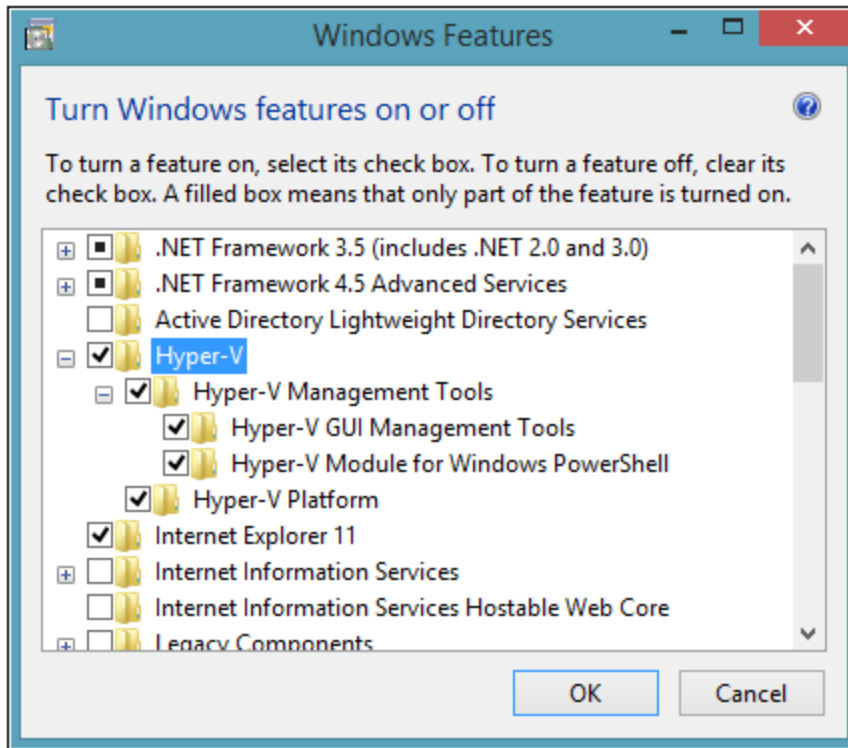 Windows Features
Turn Windows features on or off
To turn a feature on, select its check box. To turn a feature off, clear its
check box. A filled box means that only part of the feature is turned on.
.NET Framework 3.5 (includes .NET 2.0 and 3.0)
.NET Framework 4.5 Advanced Services
Active Directory Lightweight Directory Services
Hyper-V
Hyper-V Management Tools
Hyper-V GUI Management Tools
Hyper-V Module for Windows PowerShell
Hyper-V Platform
Internet Explorer 11
Internet Information Services
Internet Information Services Hostable Web Core
Legacy Components
OK Cancel